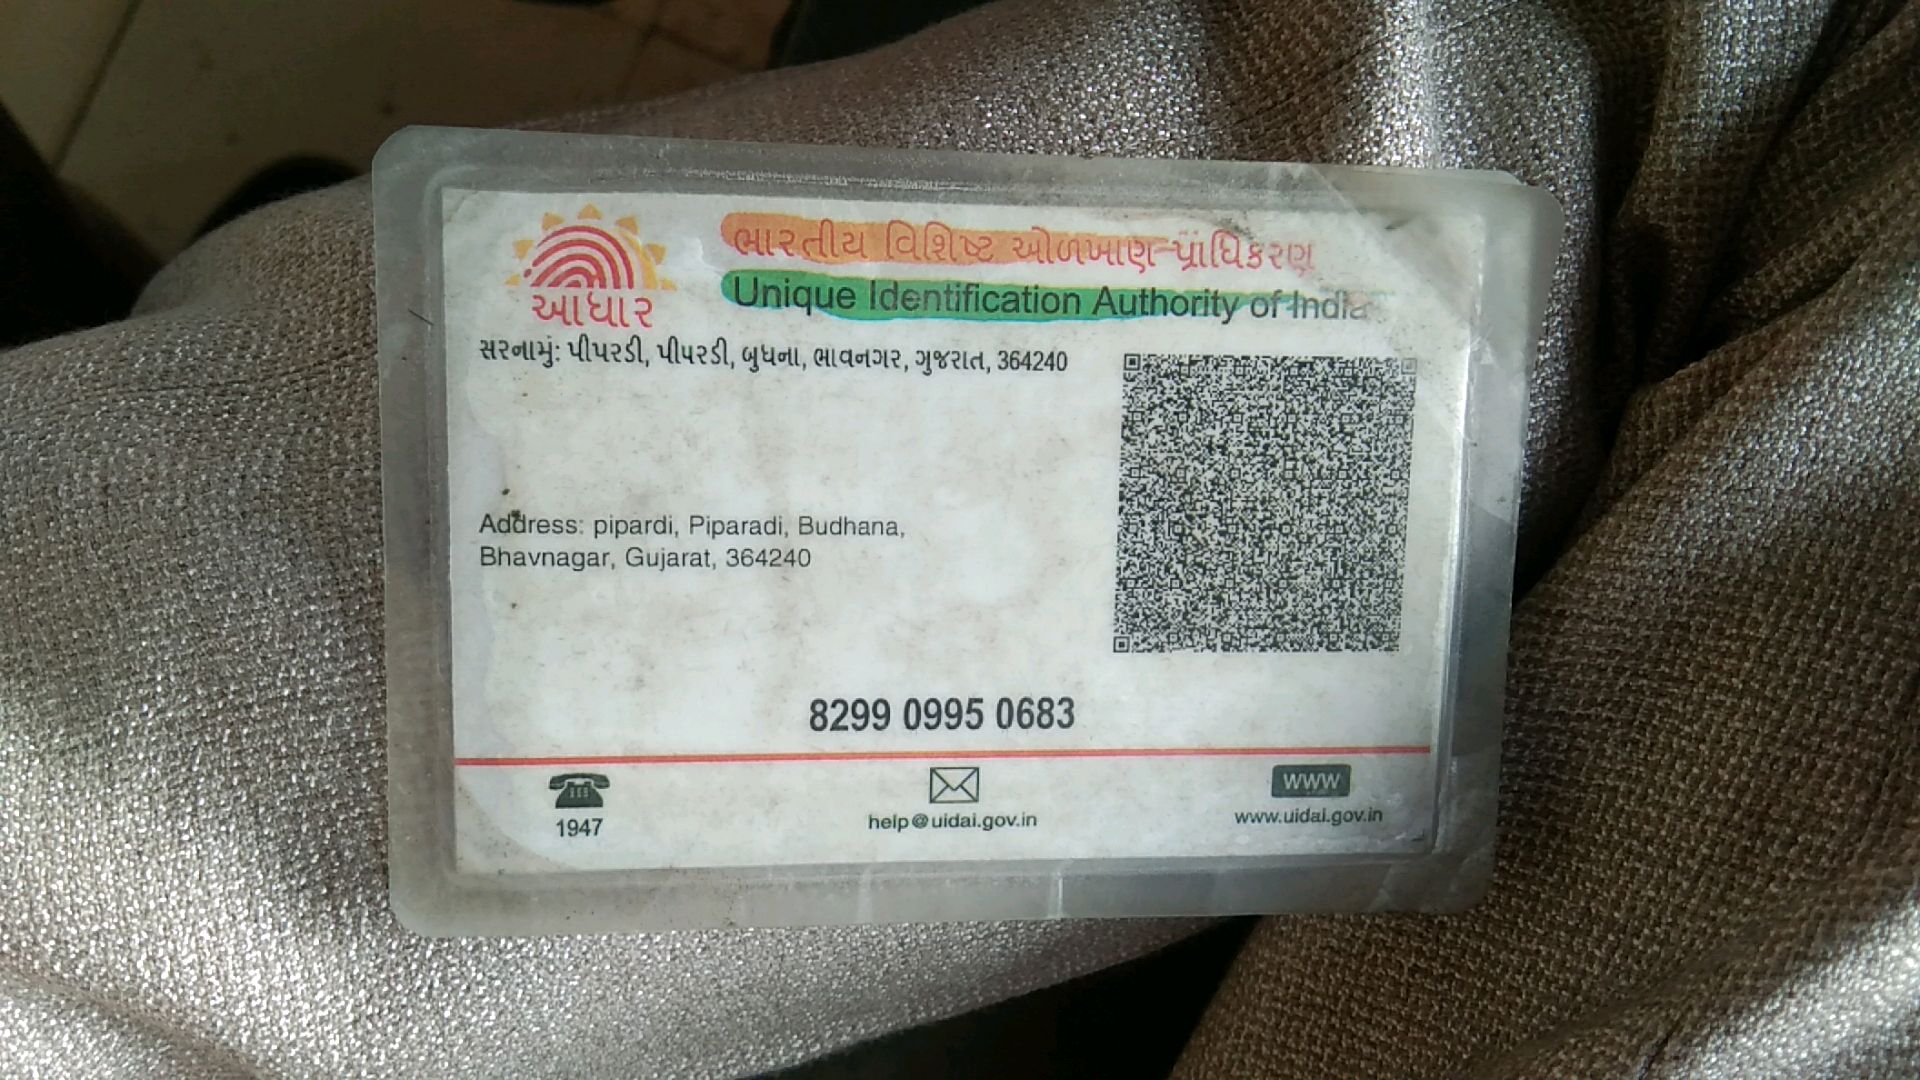 ભારતીય વિશિષ્ટ ઓળખાણ પ્રાધિકરણ
Unique Identification Authority of India
આધાર
સરનામું: પીપરડી, પીપરડી, બુધના, ભાવનગર, ગુજરાત, 364240
Address: pipardi, Piparadi, Budhana,
Bhavnagar, Gujarat, 364240
8299 0995 0683
1947
help@uidai.gov.in
WWW
www.uidai.gov.in